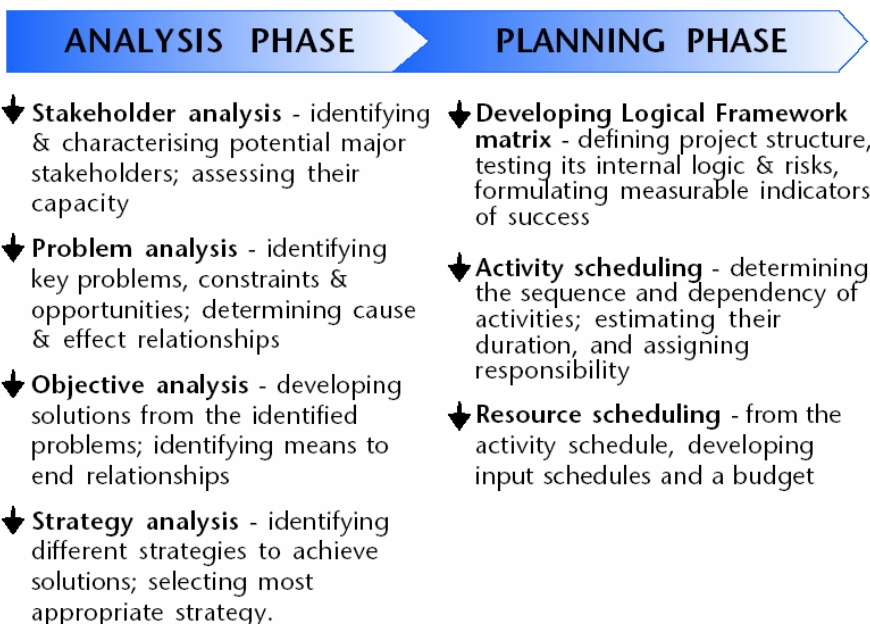 ANALYSIS PHASE
Stakeholder analysis - identifying
& characterising potential major
stakeholders; assessing their
capacity
Problem analysis - identifying
key problems, constraints &
opportunities; determining cause
& effect relationships
Objective analysis - developing
solutions from the identified
problems; identifying means to
end relationships
Strategy analysis - identifying
different strategies to achieve
solutions; selecting most
appropriate strategy.
PLANNING PHASE
Developing Logical Framework
matrix - defining project structure,
testing its internal logic & risks,
formulating measurable indicators
of success
Activity scheduling - determining
the sequence and dependency of
activities; estimating their
duration, and assigning
responsibility
Resource scheduling - from the
activity schedule, developing
input schedules and a budget